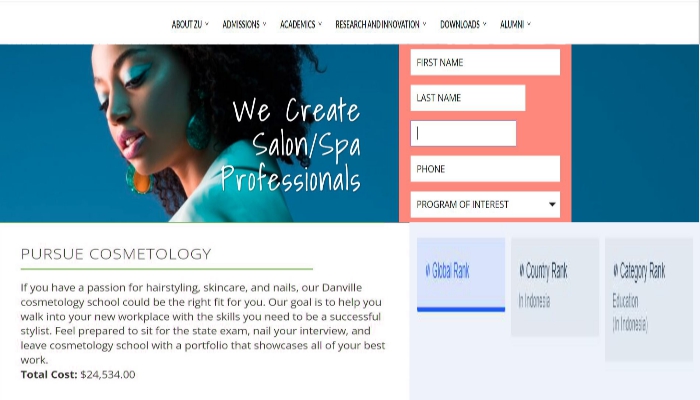 ABOUT ZU ADMISSIONS ACADEMICS RESEARCH AND INNOVATION DOWNLOADS ALUMNI
We Create
Salon/Spa
Professionals
FIRST NAME
LAST NAME
PHONE
PROGRAM OF INTEREST
PURSUE COSMETOLOGY
If you have a passion for hairstyling, skincare, and nails, our Danville
cosmetology school could be the right fit for you. Our goal is to help you
walk into your new workplace with the skills you need to be a successful
stylist. Feel prepared to sit for the state exam, nail your interview, and
leave cosmetology school with a portfolio that showcases all of your best
work.
Total Cost: $24,534.00
Global Rank
Country Rank
In Indonesia
Category Rank
Education
(In Indonesia)